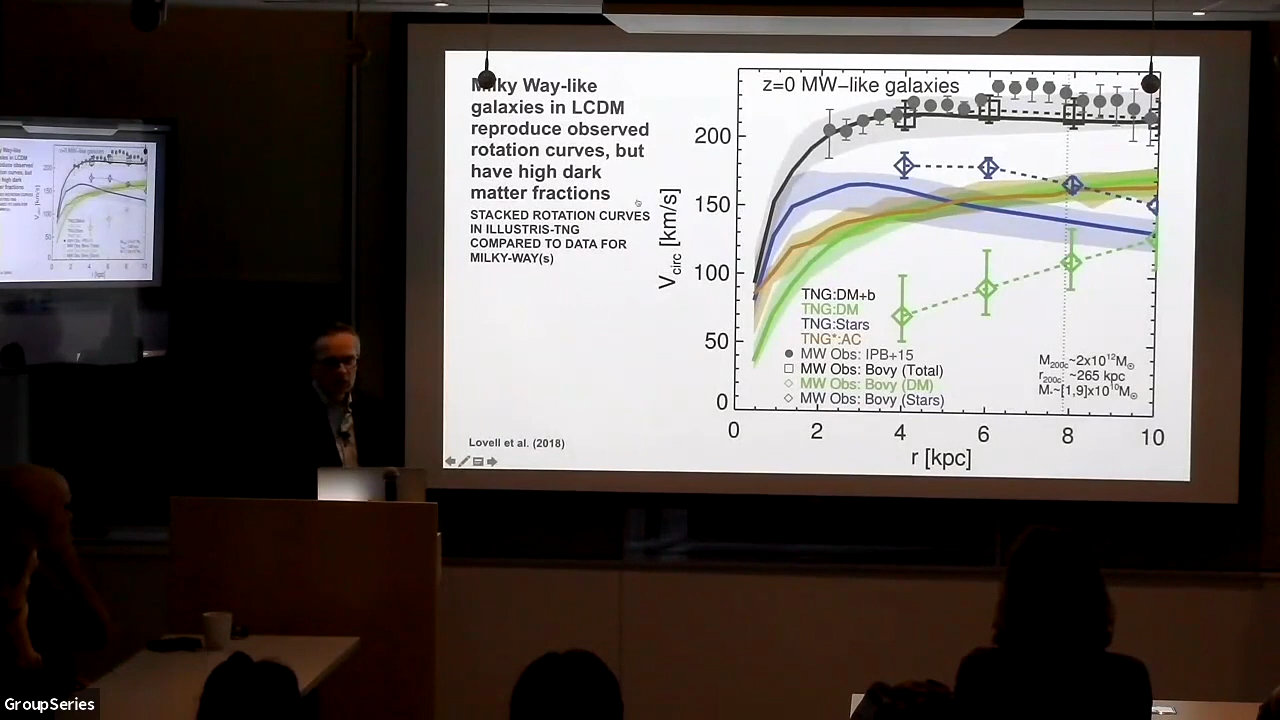 Milky Way-like
galaxies in LCDM
reproduce observed
rotation curves, but
have high dark
matter fractions
STACKED ROTATION CURVES
IN ILLUSTRIS-TNG
COMPARED TO DATA FOR
MILKY-WAY(S)
Lovell et al. (2018)
z=0 MW-like galaxies
V_circ [km/s]
200
150
100
50
0
TNG:DM+b
TNG:DM
TNG:Stars
TNG*:AC
MW Obs: IPB+15
MW Obs: Bovy (Total)
MW Obs: Bovy (DM)
MW Obs: Bovy (Stars)
M200c~2x10^12M⊙
r200c ~265 kpc
M*~[1,9]x10^10M⊙
0 2 4 6 8 10
r [kpc]
GroupSeries